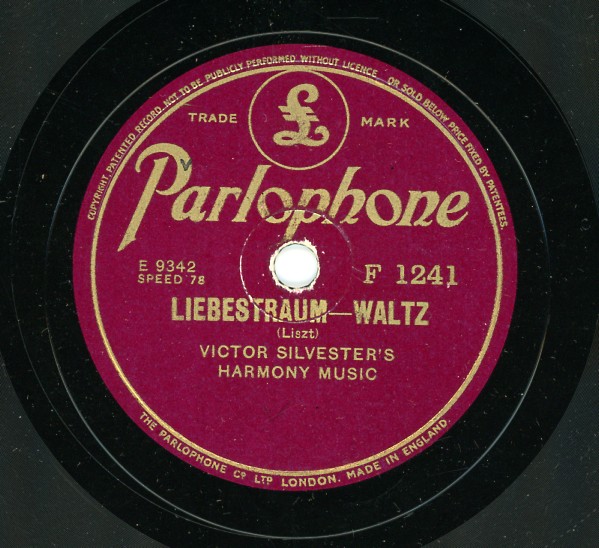 COPYRIGHT, PATENTED RECORD. NOT TO BE PUBLICLY PERFORMED WITHOUT LICENCE. OR SOLD BELOW PRICE FIXED BY PATENTEES.
£
TRADE MARK
Parlophone
E 9342 F 1241
SPEED 78
LIEBESTRAUM—WALTZ
(Liszt)
VICTOR SILVESTER'S
HARMONY MUSIC
THE PARLOPHONE CO LTD LONDON. MADE IN ENGLAND.